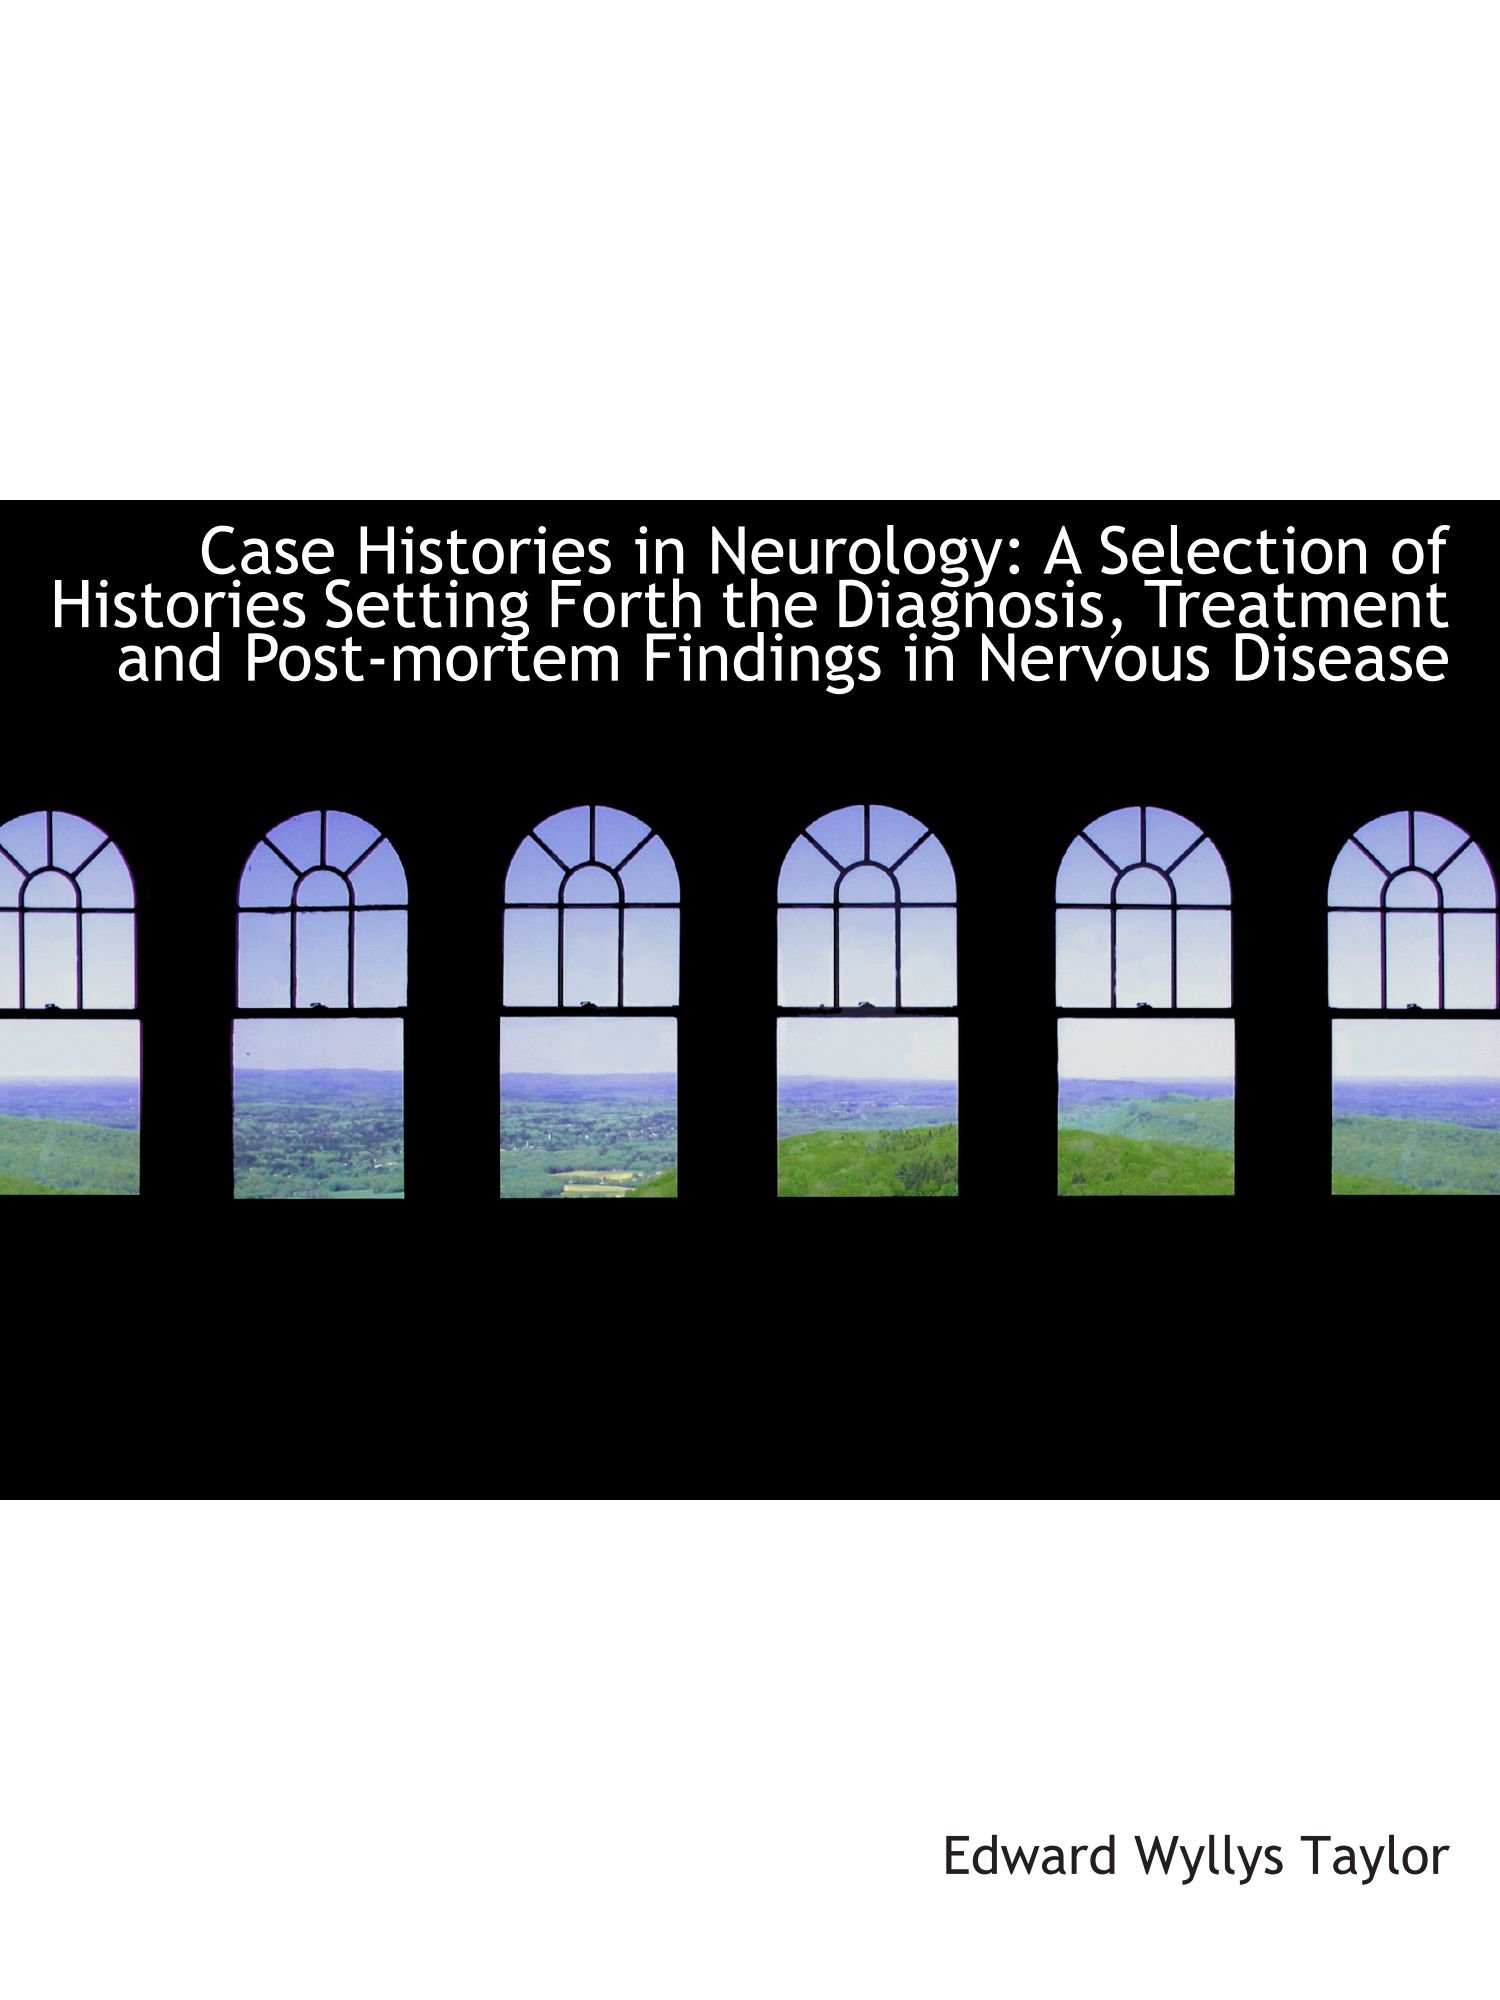 Case Histories in Neurology: A Selection of
Histories Setting Forth the Diagnosis, Treatment
and Post-mortem Findings in Nervous Disease
Edward Wyllys Taylor